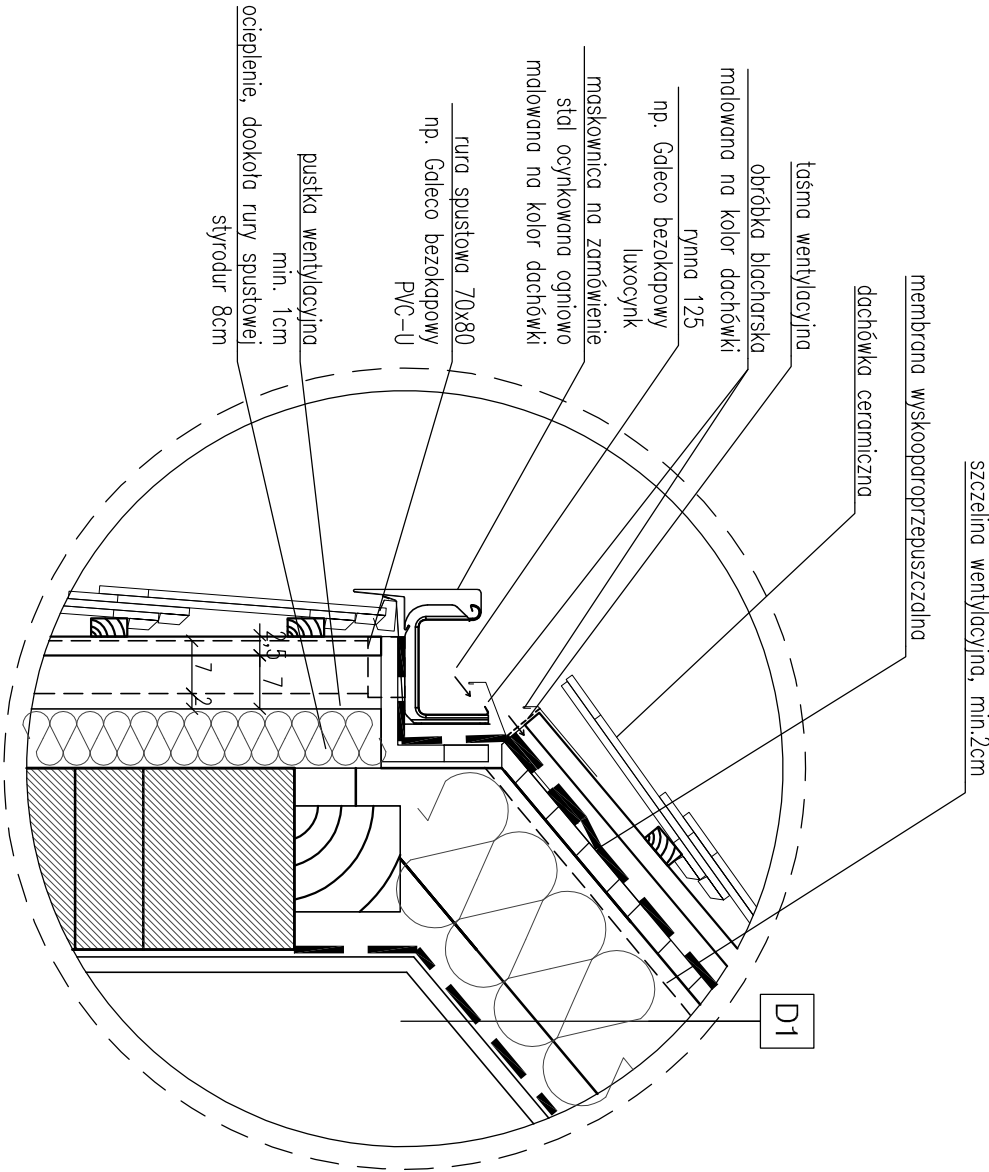 szczelina wentylacyjna, min.2cm
membrana wyskooparoprzepuszczalna
dachówka ceramiczna
taśma wentylacyjna
obróbka blacharska
malowana na kolor dachówki
rynna 125
np. Galeco bezokapowy
luxocynk
maskownica na zamówienie
stal ocynkowana ogniowo
malowana na kolor dachówki
rura spustowa 70x80
np. Galeco bezokapowy
PVC-U
pustka wentylacyjna
min. 1cm
ocieplenie, dookoła rury spustowej
styrodur 8cm
D1
2,5 7
7 2